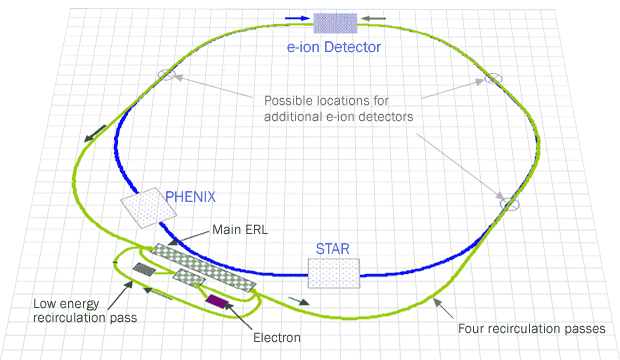 e-ion Detector
Possible locations for
additional e-ion detectors
PHENIX
Main ERL
STAR
Low energy
recirculation pass
Electron
Four recirculation passes